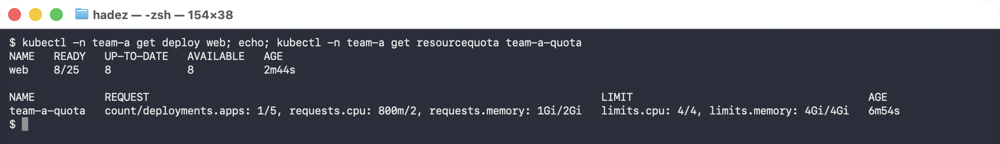 hadez — -zsh — 154×38
$ kubectl -n team-a get deploy web; echo; kubectl -n team-a get resourcequota team-a-quota
NAME   READY   UP-TO-DATE   AVAILABLE   AGE
web    8/25    8            8           2m44s
NAME           REQUEST                                                                       LIMIT                                     AGE
team-a-quota   count/deployments.apps: 1/5, requests.cpu: 800m/2, requests.memory: 1Gi/2Gi   limits.cpu: 4/4, limits.memory: 4Gi/4Gi   6m54s
$